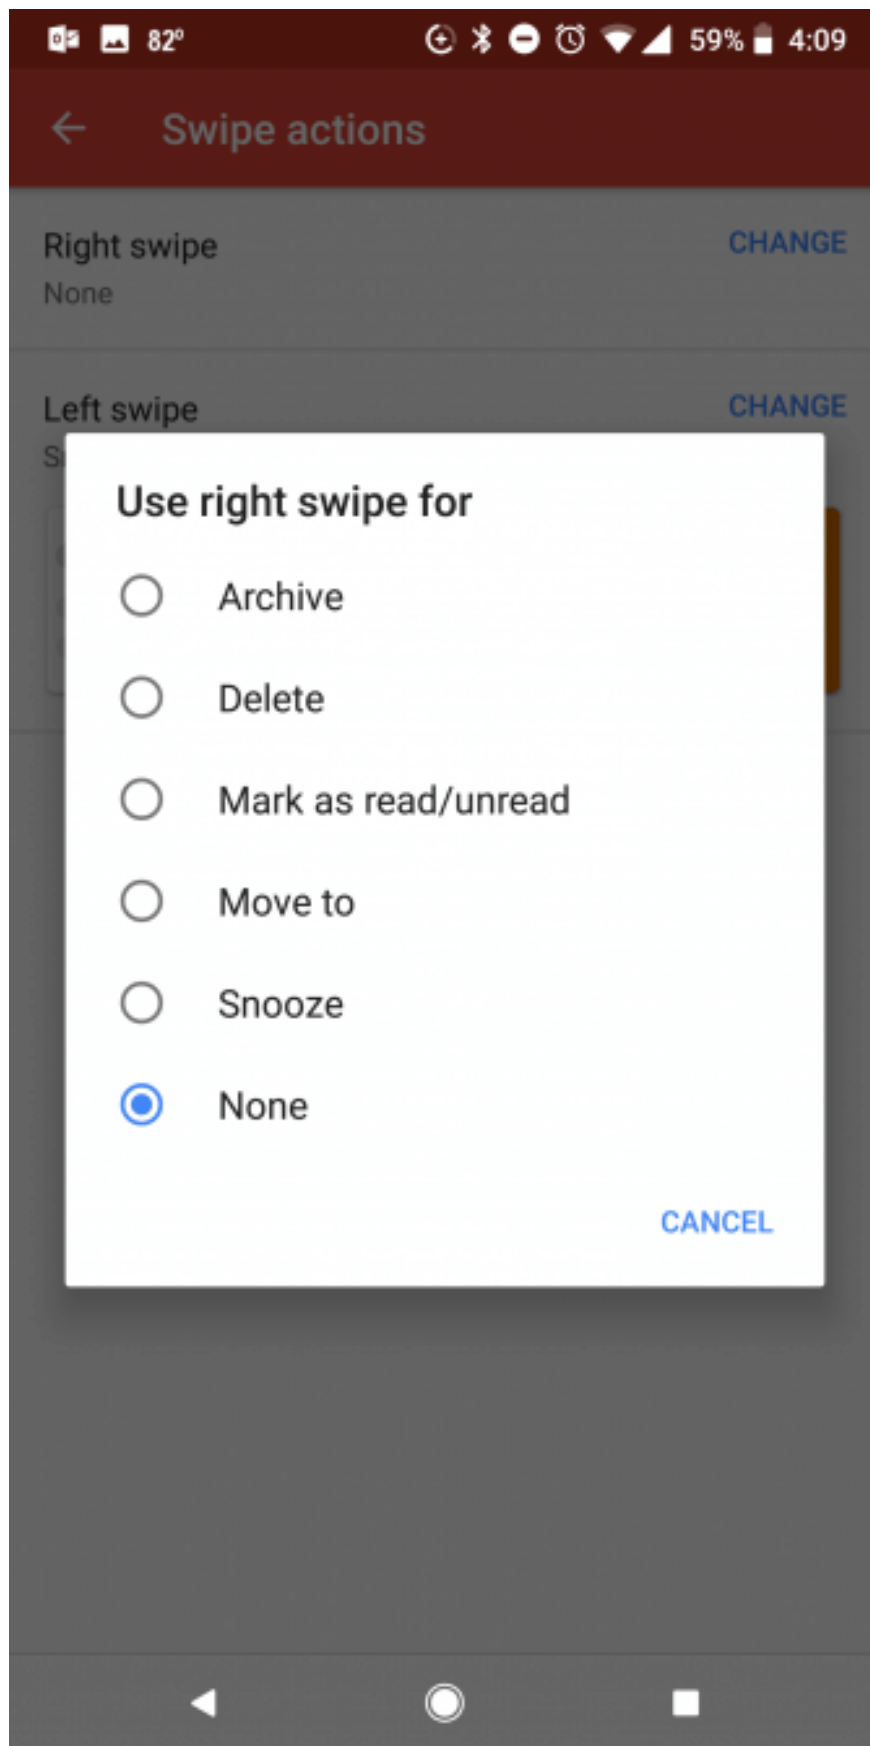 82°
59%
4:09
Swipe actions
Right swipe
CHANGE
None
Left swipe
CHANGE
Use right swipe for
Archive
Delete
Mark as read/unread
Move to
Snooze
None
CANCEL